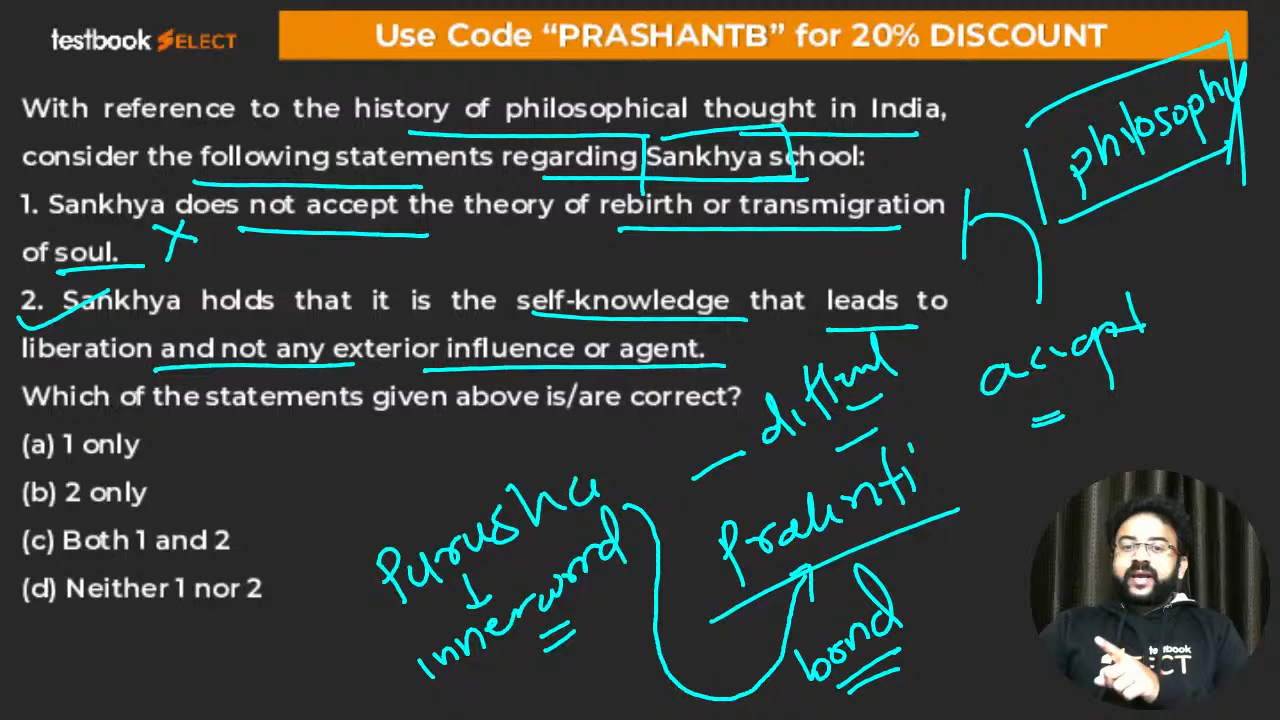 testbook SELECT
Use Code “PRASHANTB” for 20% DISCOUNT
With reference to the history of philosophical thought in India,
consider the following statements regarding Sankhya school:
1. Sankhya does not accept the theory of rebirth or transmigration
of soul.
2. Sankhya holds that it is the self-knowledge that leads to
liberation and not any exterior influence or agent.
Which of the statements given above is/are correct?
(a) 1 only
(b) 2 only
(c) Both 1 and 2
(d) Neither 1 nor 2
philosophy
accept
Purusha
innerword
Prakriti
bond
testbook